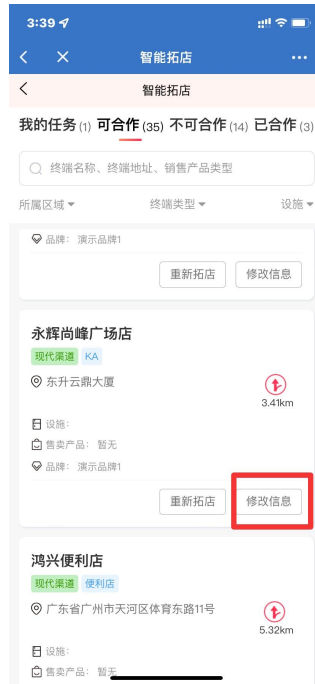 3:39
智能拓店
智能拓店
我的任务(1) 可合作(35) 不可合作(14) 已合作(3)
终端名称、终端地址、销售产品类型
所属区域 终端类型 设施
品牌： 演示品牌1
重新拓店 修改信息
永辉尚峰广场店
现代渠道 KA
东升云鼎大厦
3.41km
设施：
售卖产品： 暂无
品牌： 演示品牌1
重新拓店 修改信息
鸿兴便利店
现代渠道 便利店
广东省广州市天河区体育东路11号
5.32km
设施：
售卖产品： 暂无